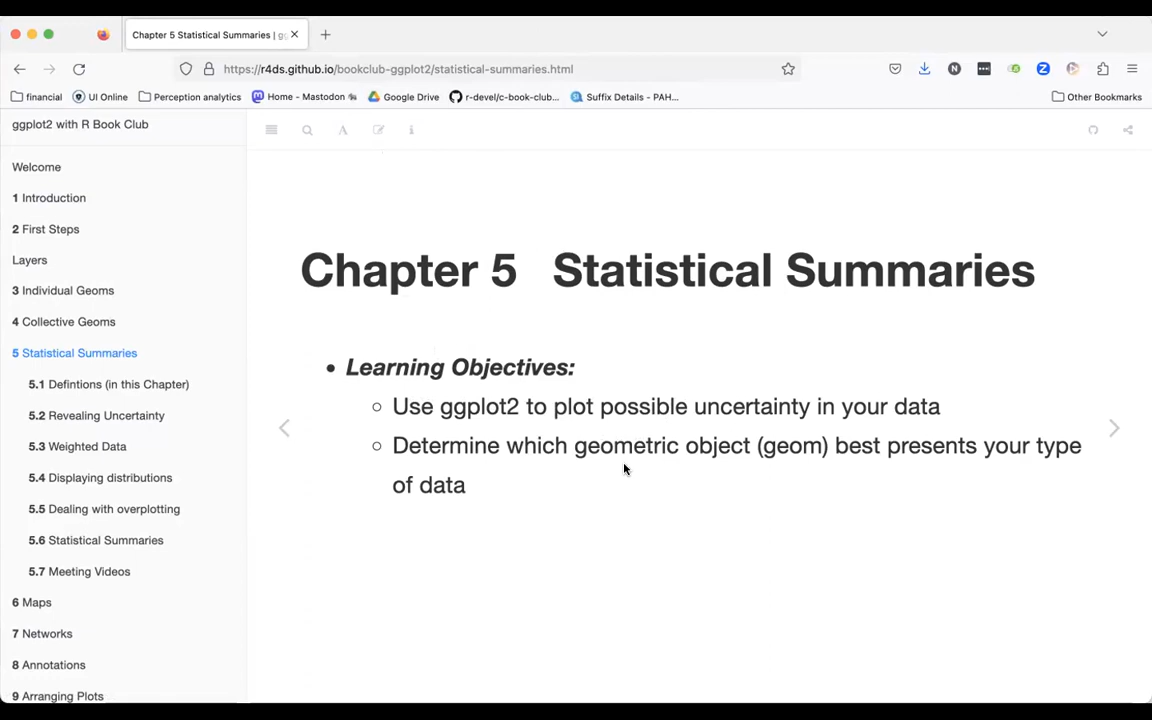 Chapter 5 Statistical Summaries | gg
https://r4ds.github.io/bookclub-ggplot2/statistical-summaries.html
financial
UI Online
Perception analytics
Home - Mastodon
Google Drive
r-devel/c-book-club...
Suffix Details - PAH...
Other Bookmarks
ggplot2 with R Book Club
Welcome
1 Introduction
2 First Steps
Layers
3 Individual Geoms
4 Collective Geoms
5 Statistical Summaries
5.1 Defintions (in this Chapter)
5.2 Revealing Uncertainty
5.3 Weighted Data
5.4 Displaying distributions
5.5 Dealing with overplotting
5.6 Statistical Summaries
5.7 Meeting Videos
6 Maps
7 Networks
8 Annotations
9 Arranging Plots
Chapter 5 Statistical Summaries
• Learning Objectives:
○ Use ggplot2 to plot possible uncertainty in your data
○ Determine which geometric object (geom) best presents your type
of data